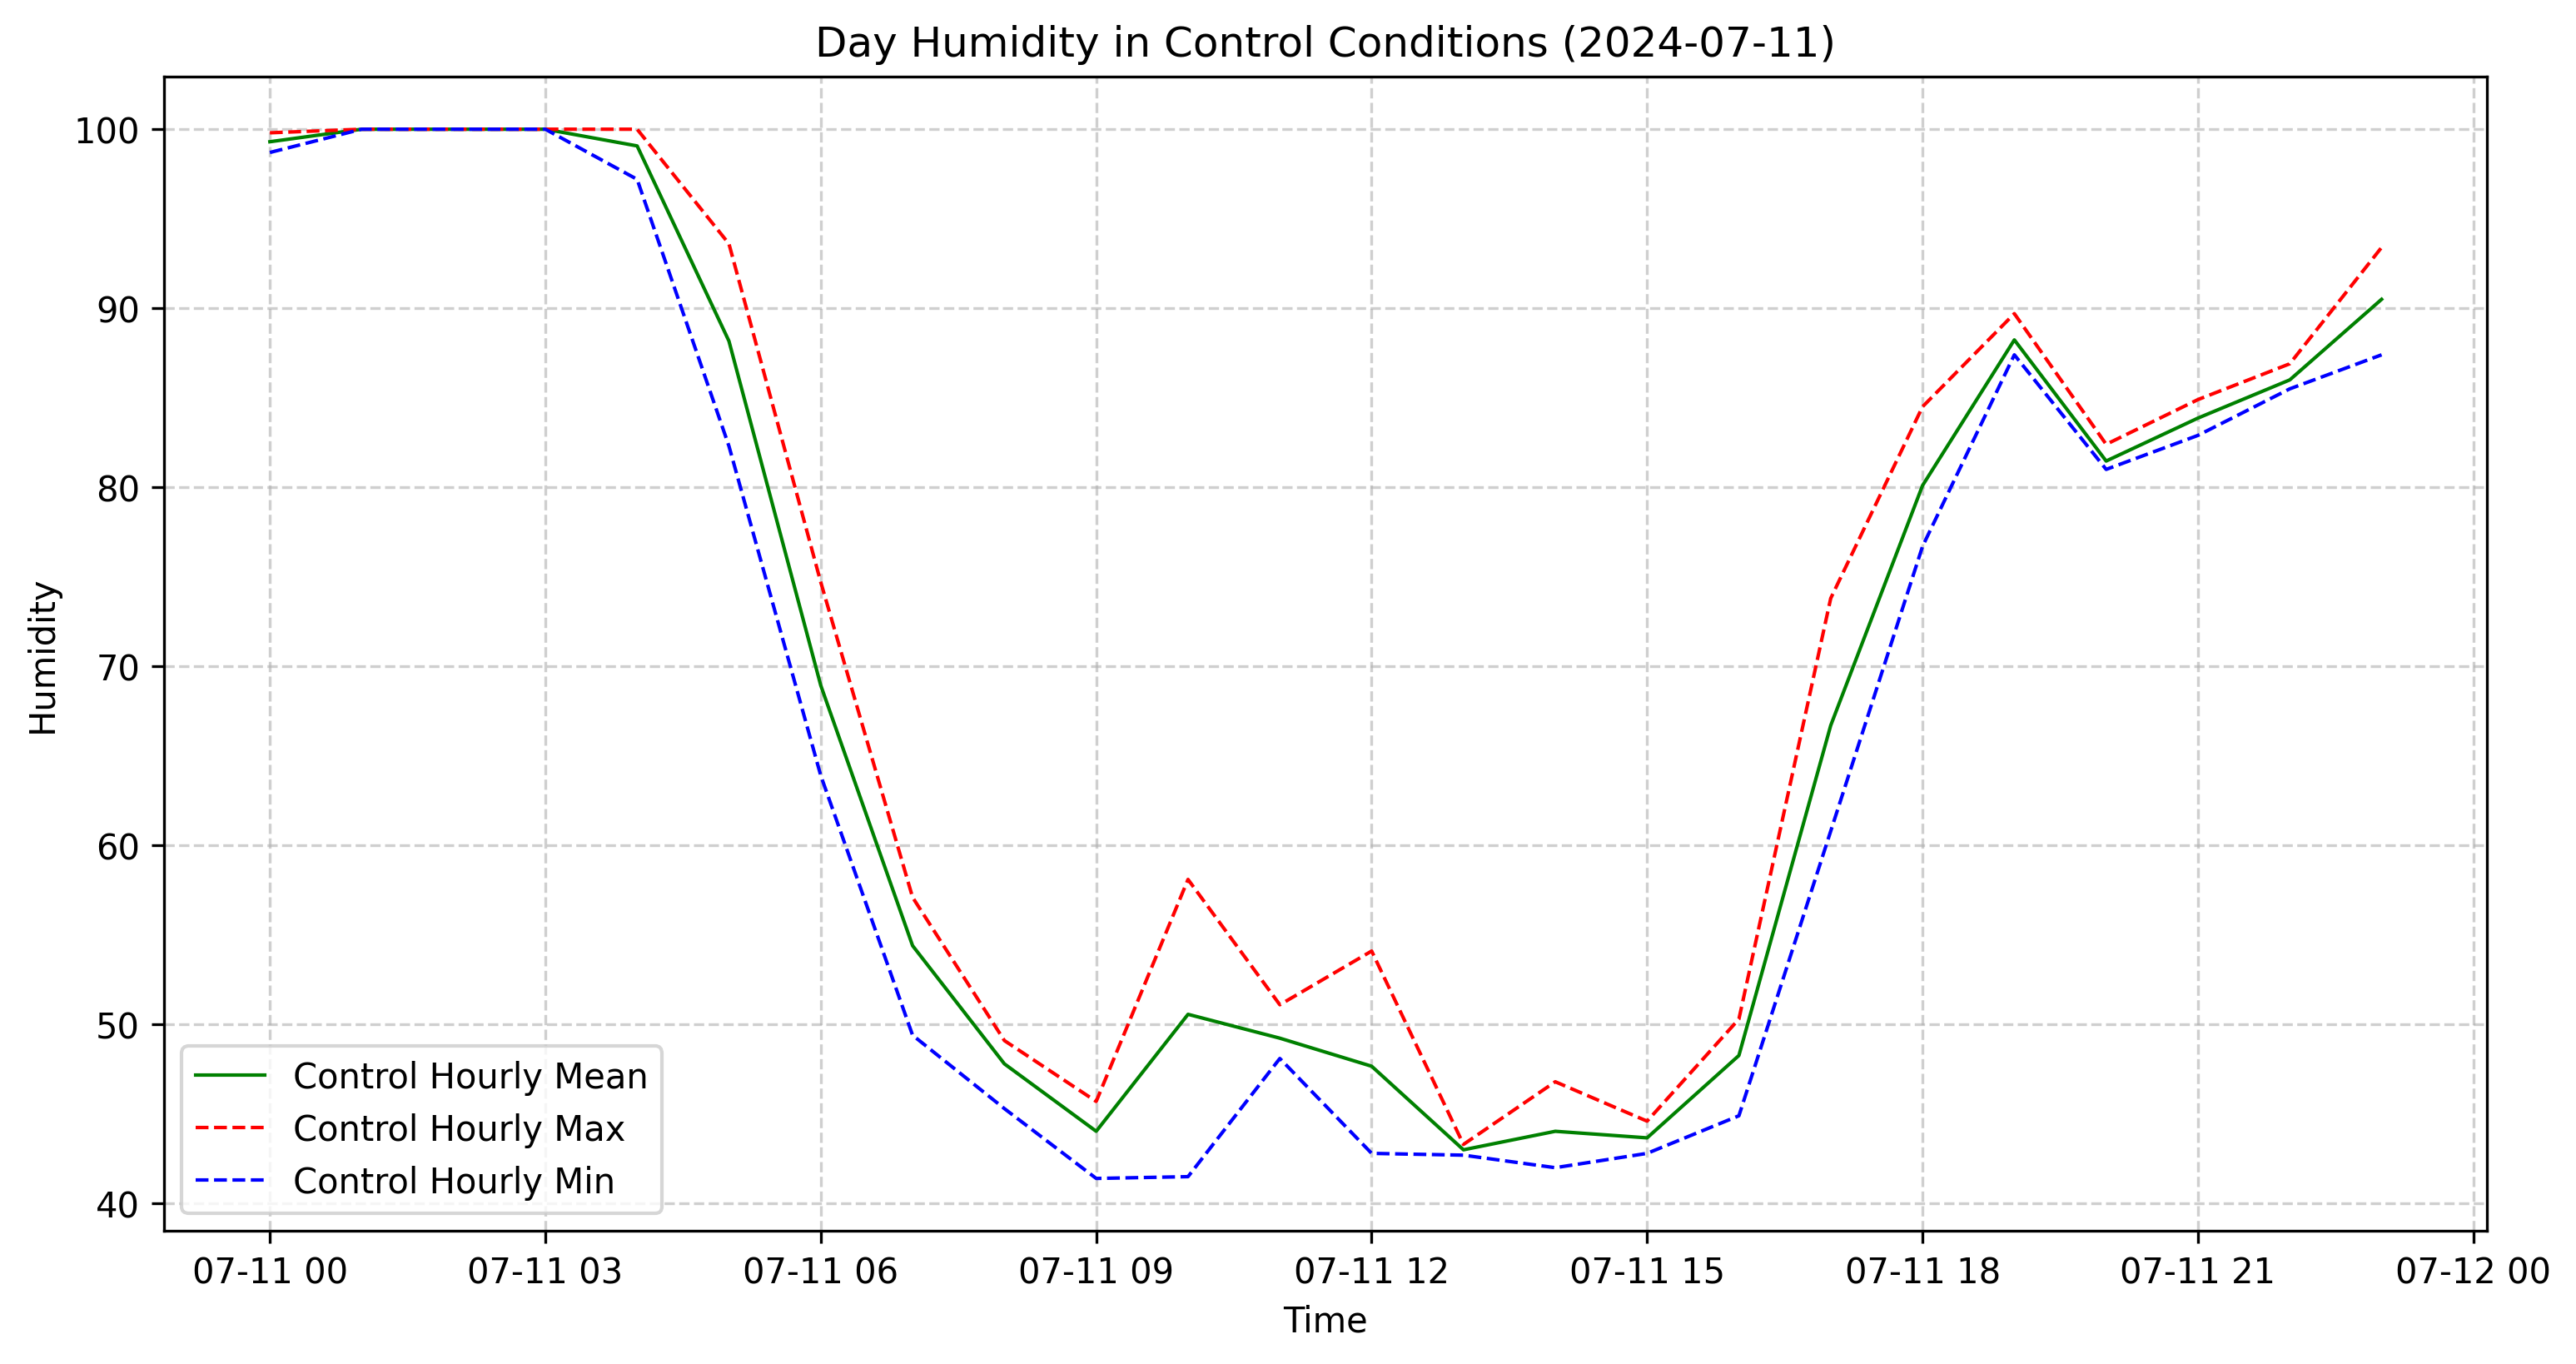 Day Humidity in Control Conditions (2024-07-11)
Humidity
100
90
80
70
60
50
40
Control Hourly Mean
Control Hourly Max
Control Hourly Min
07-11 00 07-11 03 07-11 06 07-11 09 07-11 12 07-11 15 07-11 18 07-11 21 07-12 00
Time